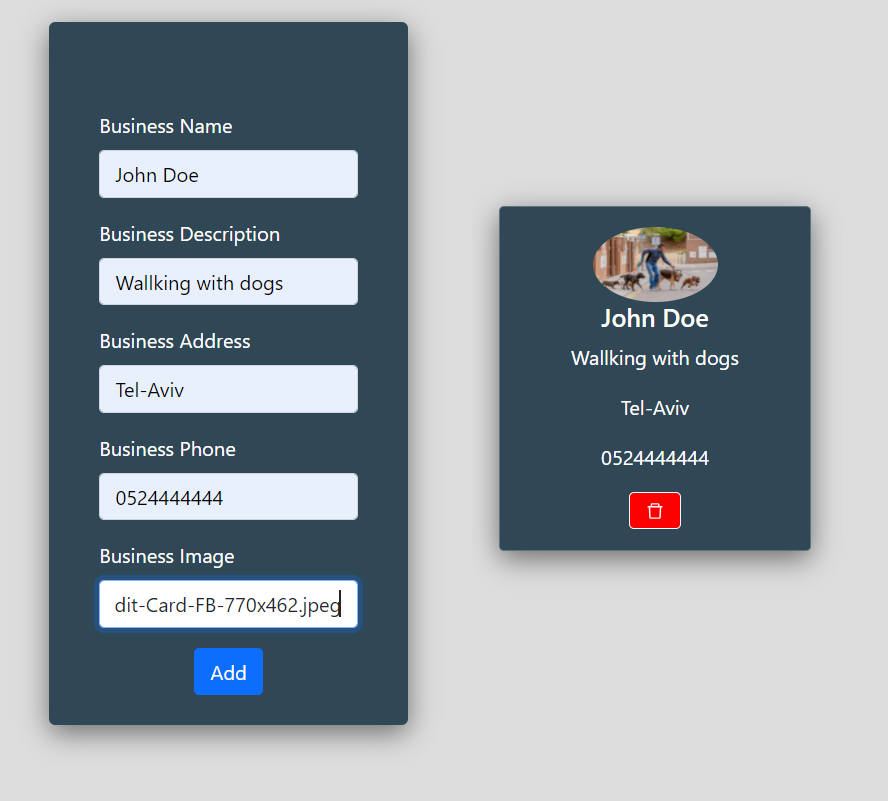 Business Name
John Doe
Business Description
Wallking with dogs
Business Address
Tel-Aviv
Business Phone
0524444444
Business Image
dit-Card-FB-770x462.jpeg
Add
John Doe
Wallking with dogs
Tel-Aviv
0524444444